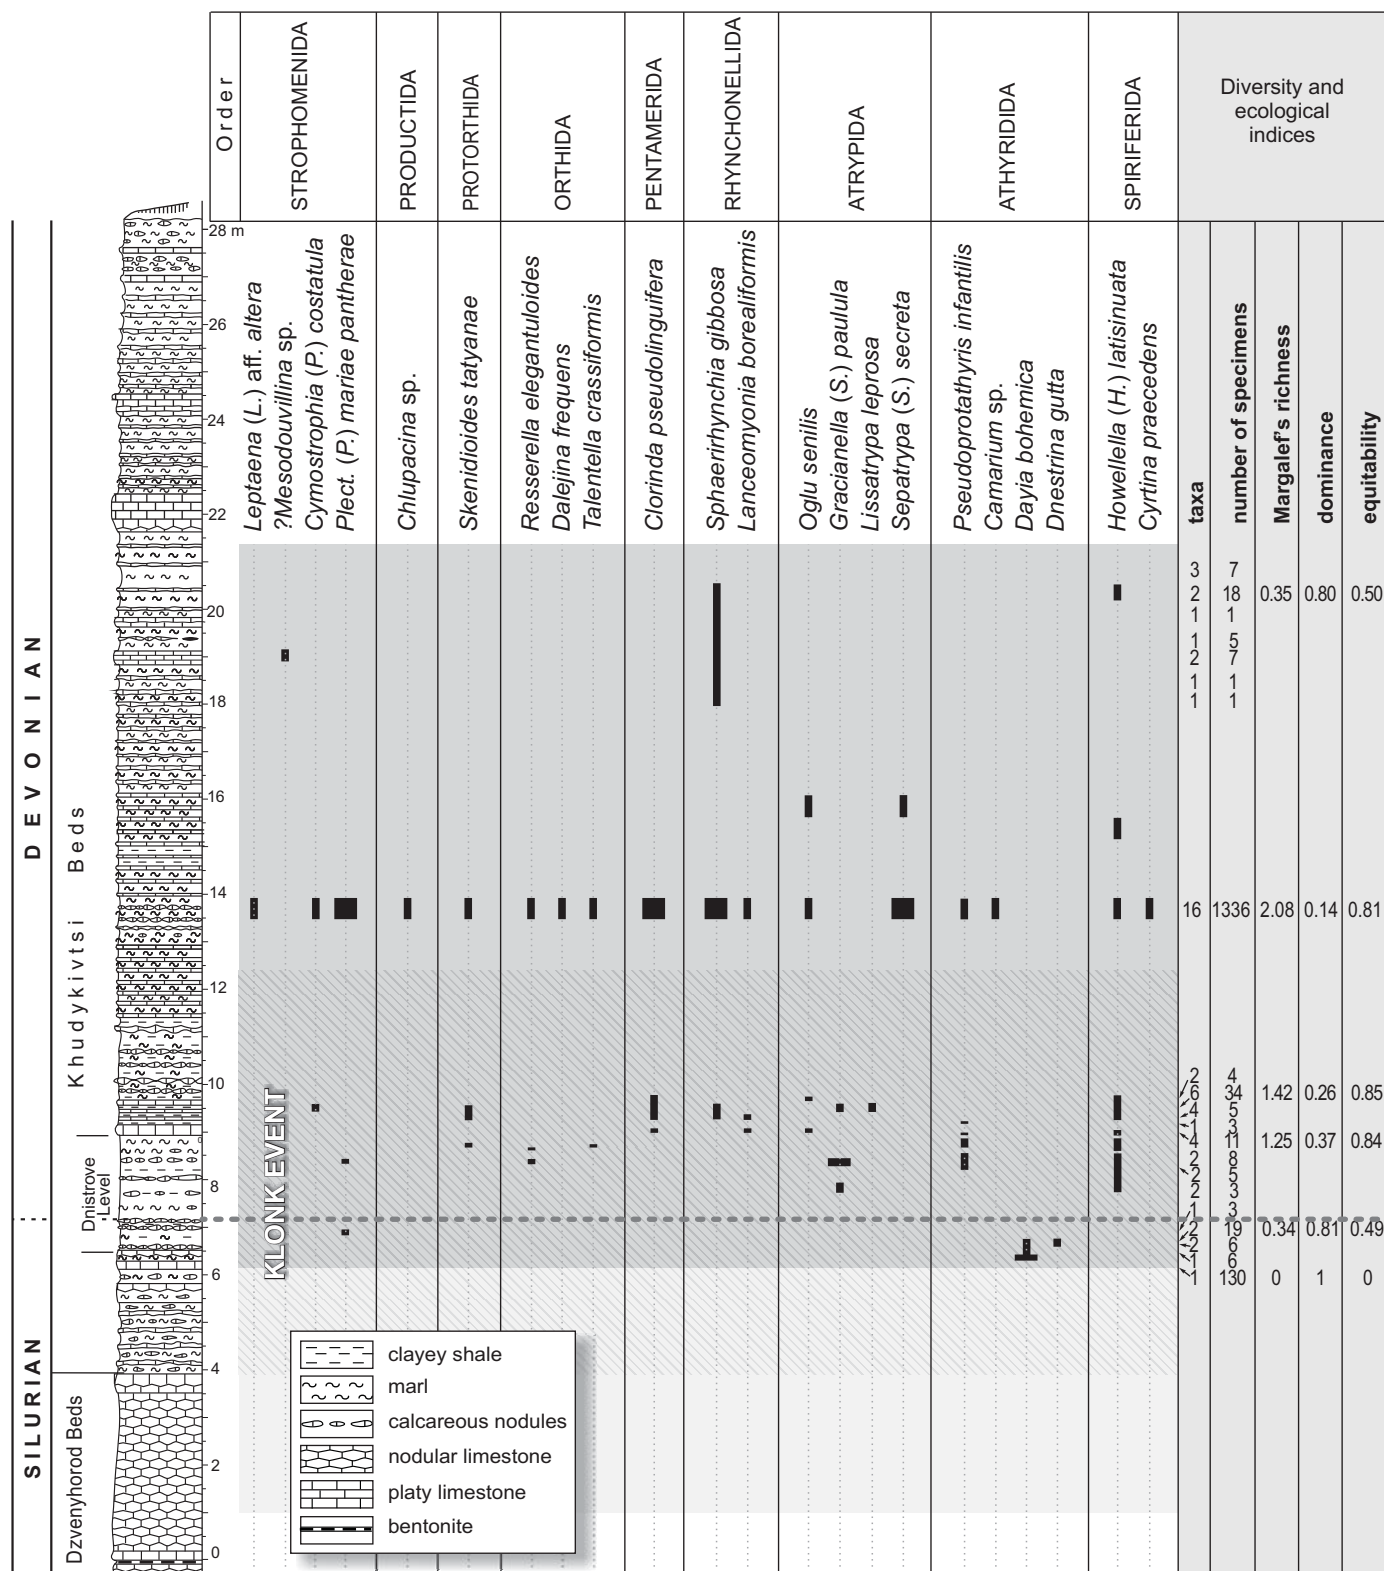 Order
STROPHOMENIDA
PRODUCTIDA
PROTORTHIDA
ORTHIDA
PENTAMERIDA
RHYNCHONELLIDA
ATRYPIDA
ATHYRIDIDA
SPIRIFERIDA
Diversity and
ecological
indices
Leptaena (L.) aff. altera
?Mesodouvillina sp.
Cymostrophia (P.) costatula
Plect. (P.) mariae pantherae
Chlupacina sp.
Skenidioides tatyanae
Resserella elegantuloides
Dalejina frequens
Talentella crassiformis
Clorinda pseudolinguifera
Sphaerirrhynchia gibbosa
Lanceomyonia borealiformis
Oglu senilis
Gracianella (S.) paulula
Lissatrypa leprosa
Septatrypa (S.) secreta
Pseudoprotathyris infantilis
Camarium sp.
Dayia bohemica
Dnestrina gutta
Howellella (H.) latisinuata
Cyrtina praecedens
taxa
number of specimens
Margalef's richness
dominance
equitability
28 m
26
24
22
20
18
16
14
12
10
8
6
4
2
0
DEVONIAN
SILURIAN
Khudykivtsi Beds
Dnistrove
Level
Dzvenyhorod Beds
KLONK EVENT
3 7
2 18 0.35 0.80 0.50
1 1
1 5
2 7
1 1
1 1
16 1336 2.08 0.14 0.81
2 4
6 34 1.42 0.26 0.85
4 5
1 3
4 11 1.25 0.37 0.84
2 8
2 5
2 3
1 3
2 19 0.34 0.81 0.49
2 6
1 6
1 130 0 1 0
clayey shale
marl
calcareous nodules
nodular limestone
platy limestone
bentonite